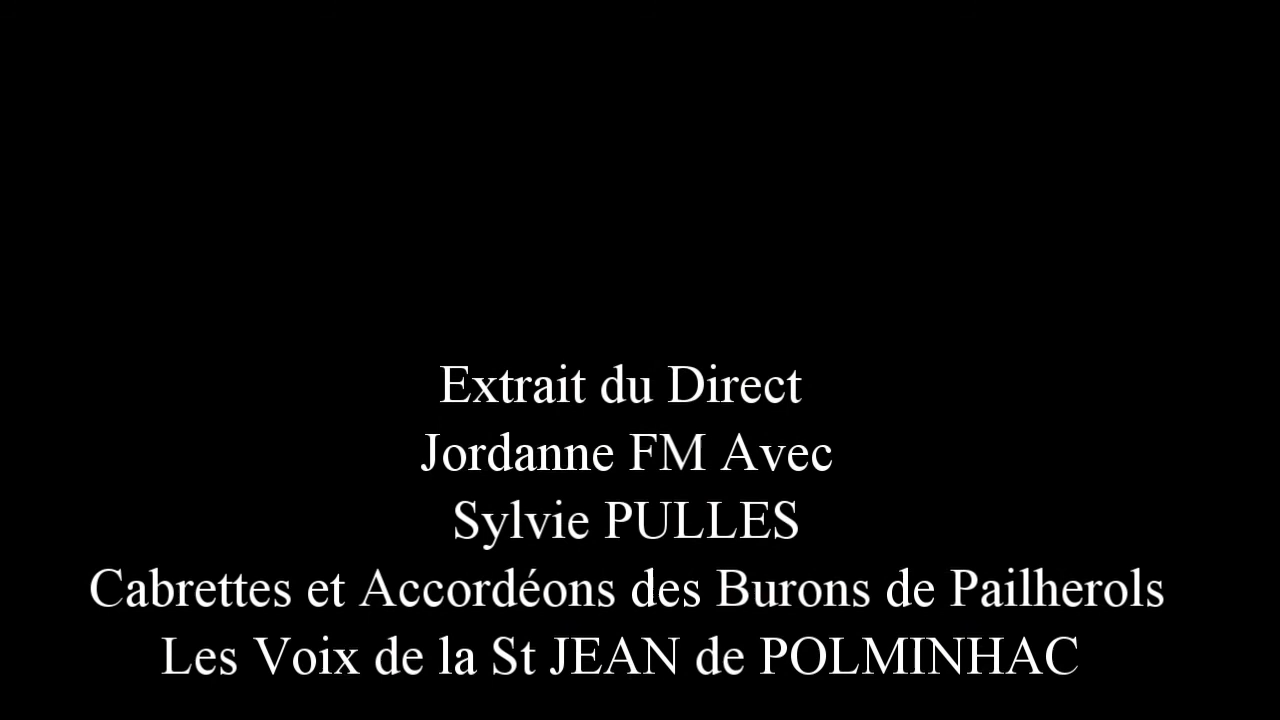 Extrait du Direct
Jordanne FM Avec
Sylvie PULLES
Cabrettes et Accordéons des Burons de Pailherols
Les Voix de la St JEAN de POLMINHAC